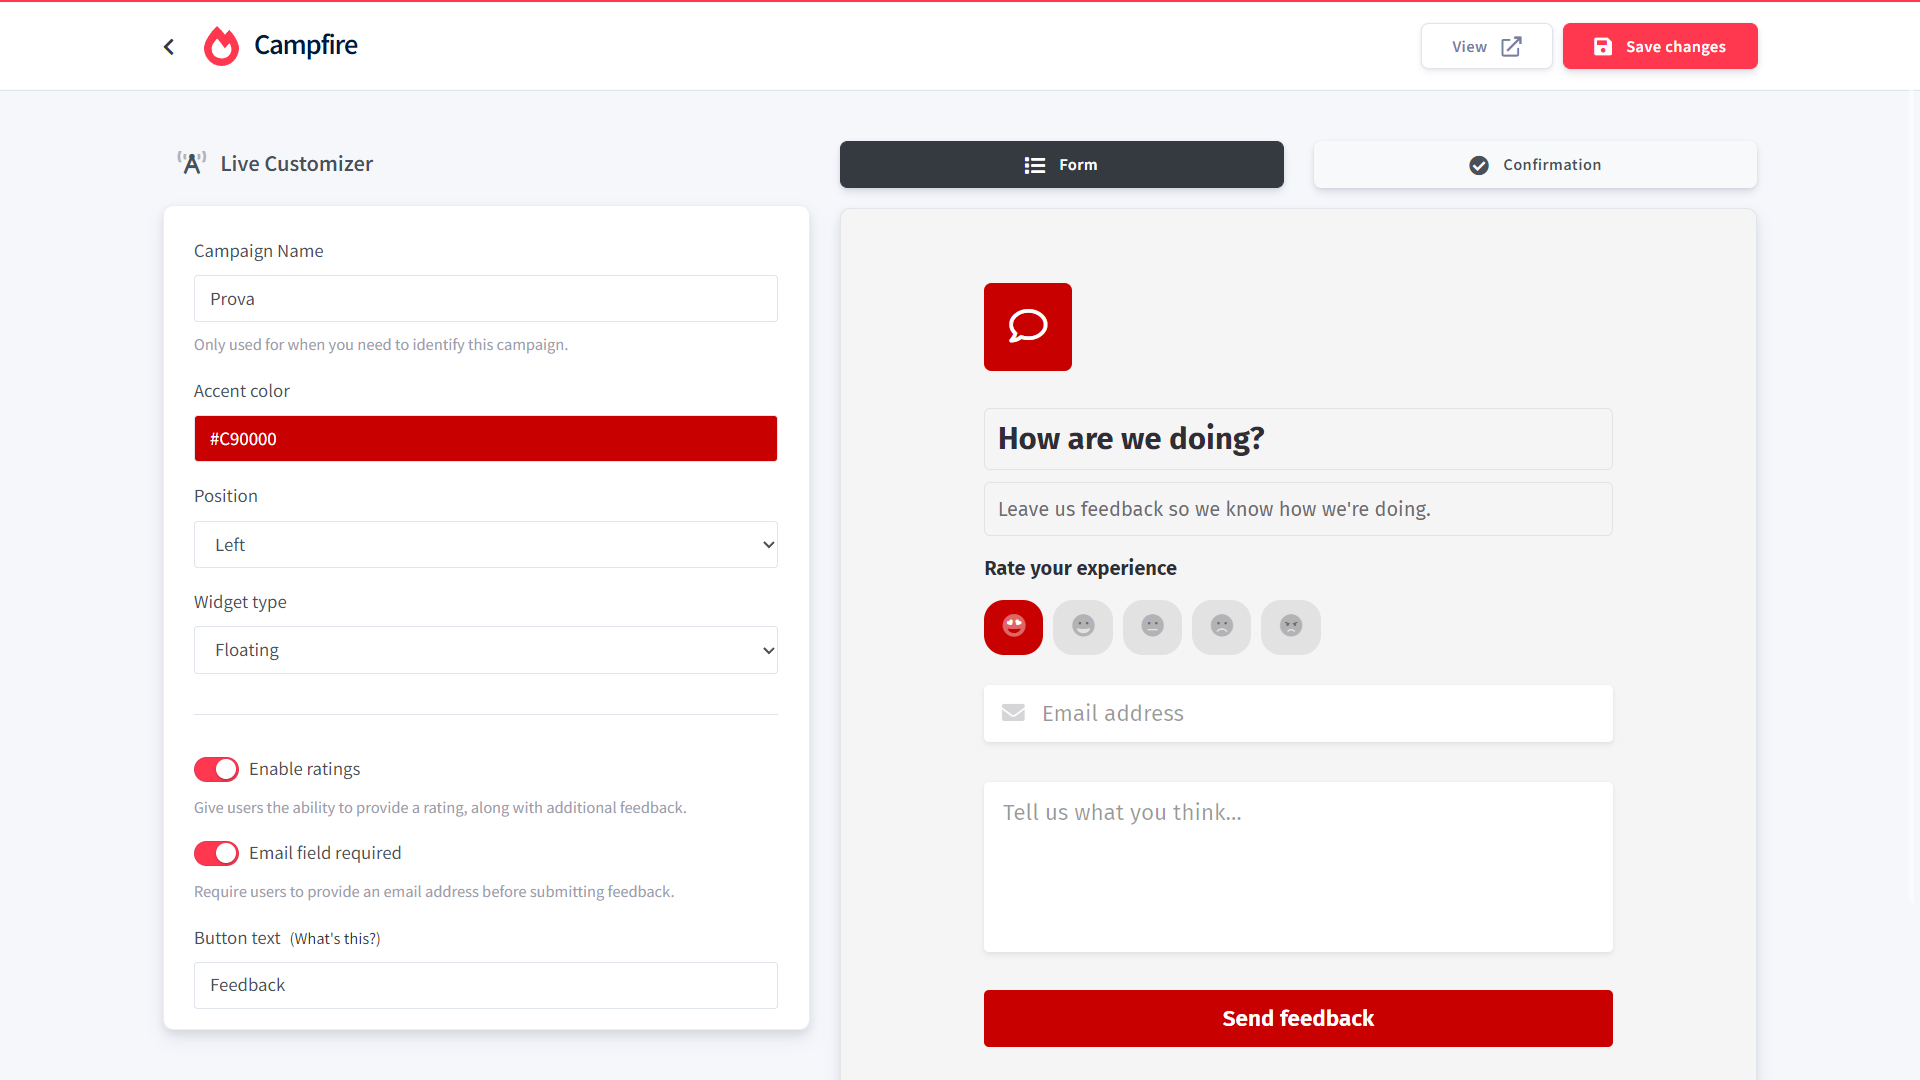 Campfire
View
Save changes
Live Customizer
Form
Confirmation
Campaign Name
Prova
Only used for when you need to identify this campaign.
Accent color
#C90000
Position
Left
Widget type
Floating
Enable ratings
Give users the ability to provide a rating, along with additional feedback.
Email field required
Require users to provide an email address before submitting feedback.
Button text (What's this?)
Feedback
How are we doing?
Leave us feedback so we know how we're doing.
Rate your experience
Email address
Tell us what you think...
Send feedback